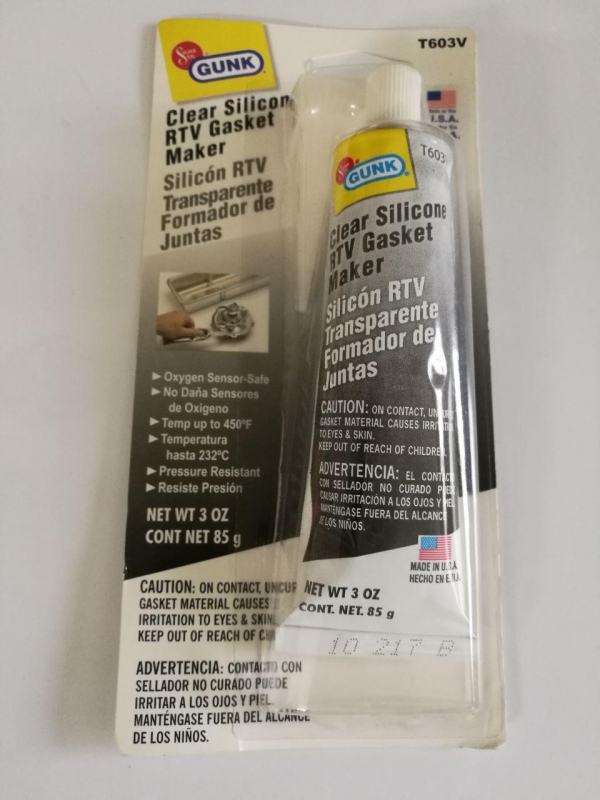 Solder Seal
GUNK
T603V
Clear Silicone
RTV Gasket
Maker
Silicón RTV
Transparente
Formador de
Juntas
► Oxygen Sensor-Safe
► No Daña Sensores
de Oxigeno
► Temp up to 450ºF
► Temperatura
hasta 232ºC
► Pressure Resistant
► Resiste Presión
NET WT 3 OZ
CONT NET 85 g
CAUTION: ON CONTACT,
GASKET MATERIAL CAUSES
IRRITATION TO EYES & SKIN
KEEP OUT OF REACH OF
ADVERTENCIA: CONTACTO CON
SELLADOR NO CURADO PUEDE
IRRITAR A LOS OJOS Y PIEL.
MANTÉNGASE FUERA DEL ALCANCE
DE LOS NIÑOS.
U.S.A.
GUNK
T603
Clear Silicone
RTV Gasket
Maker
Silicón RTV
Transparente
Formador de
Juntas
CAUTION: ON CONTACT,
GASKET MATERIAL CAUSES
TO EYES & SKIN.
KEEP OUT OF REACH OF CHILDREN
ADVERTENCIA: EL CONTACTO
CON SELLADOR NO CURADO PUEDE
CAUSAR IRRITACIÓN A LOS OJOS Y PIEL
MANTÉNGASE FUERA DEL ALCANCE
DE LOS NIÑOS.
MADE IN U.S.A.
HECHO EN E.U.A.
NET WT 3 OZ
CONT. NET. 85 g
10 217 B